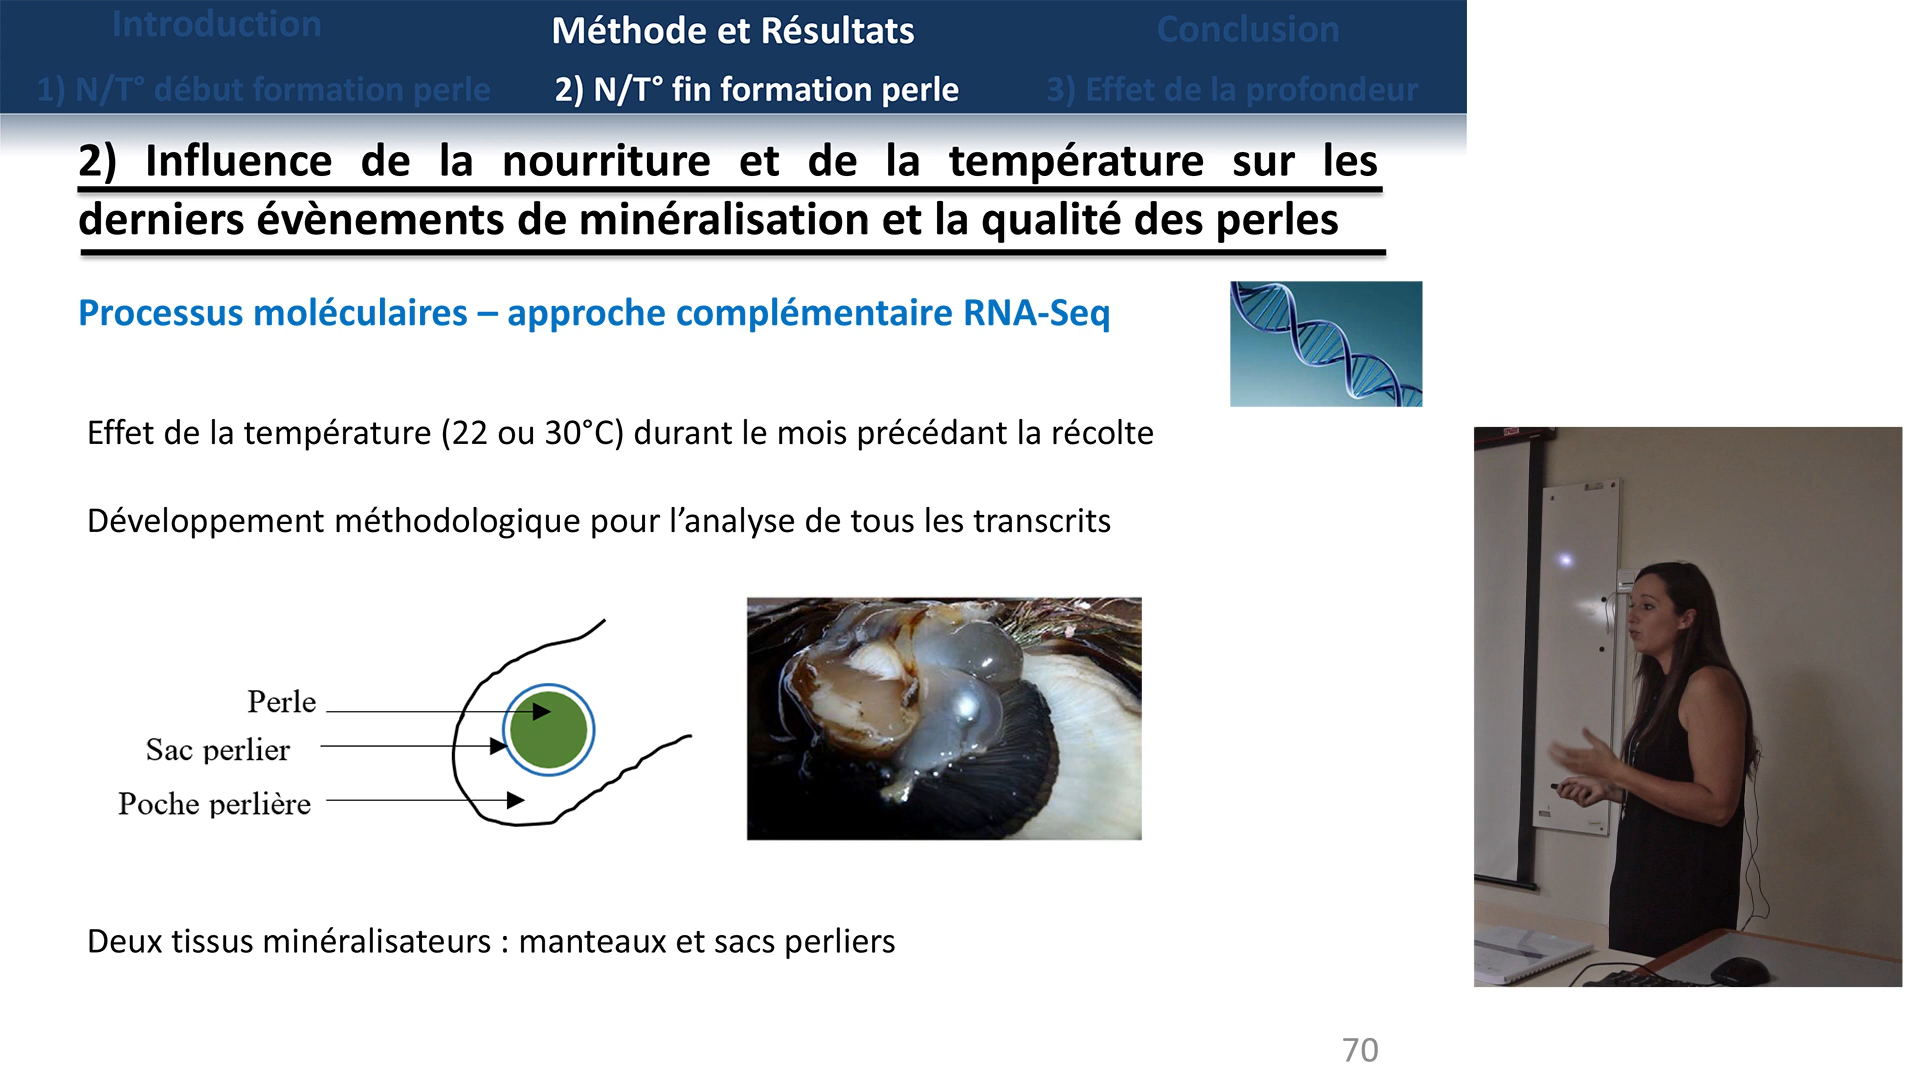 Introduction
Méthode et Résultats
Conclusion
1) N/T° début formation perle
2) N/T° fin formation perle
3) Effet de la profondeur
2) Influence de la nourriture et de la température sur les
derniers évènements de minéralisation et la qualité des perles
Processus moléculaires – approche complémentaire RNA-Seq
Effet de la température (22 ou 30°C) durant le mois précédant la récolte
Développement méthodologique pour l’analyse de tous les transcrits
Perle
Sac perlier
Poche perlière
Deux tissus minéralisateurs : manteaux et sacs perliers
70